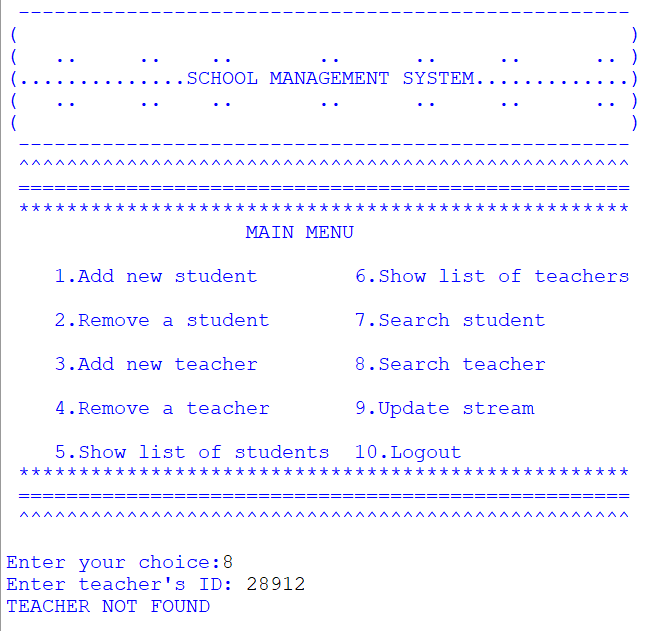 ---------------------------------------------------
(                                                   )
(   ..     ..    ..       ..      ..     ..      .. )
(..............SCHOOL MANAGEMENT SYSTEM.............)
(   ..     ..    ..       ..      ..     ..      .. )
(                                                   )
---------------------------------------------------
^^^^^^^^^^^^^^^^^^^^^^^^^^^^^^^^^^^^^^^^^^^^^^^^^^^
===================================================
***************************************************
MAIN MENU
1.Add new student        6.Show list of teachers
2.Remove a student       7.Search student
3.Add new teacher        8.Search teacher
4.Remove a teacher       9.Update stream
5.Show list of students  10.Logout
***************************************************
===================================================
^^^^^^^^^^^^^^^^^^^^^^^^^^^^^^^^^^^^^^^^^^^^^^^^^^^
Enter your choice:8
Enter teacher's ID: 28912
TEACHER NOT FOUND